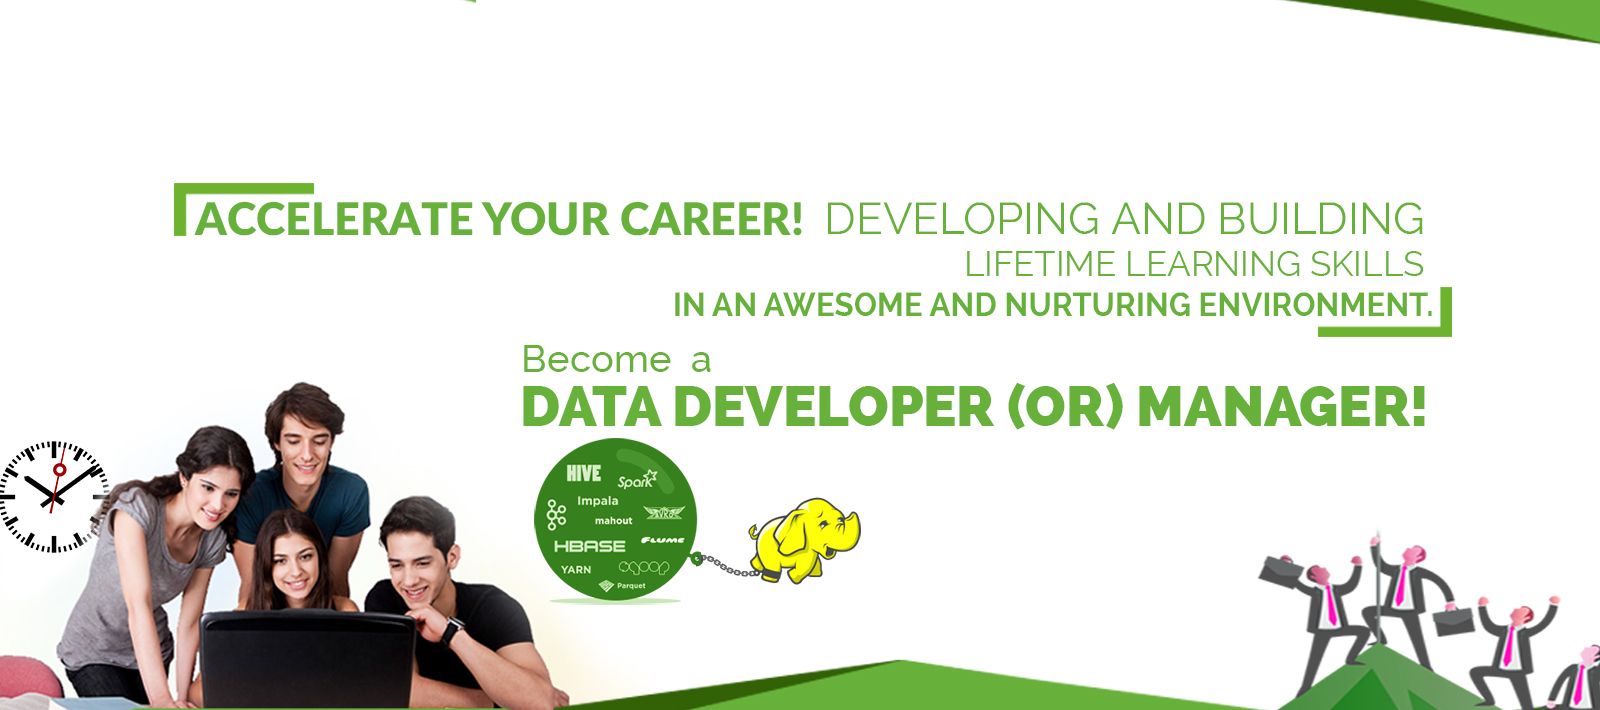 ACCELERATE YOUR CAREER! DEVELOPING AND BUILDING
LIFETIME LEARNING SKILLS
IN AN AWESOME AND NURTURING ENVIRONMENT.
Become a
DATA DEVELOPER (OR) MANAGER!
HIVE
Spark
Impala
mahout
HBASE
FLUME
YARN
sqoop
Parquet